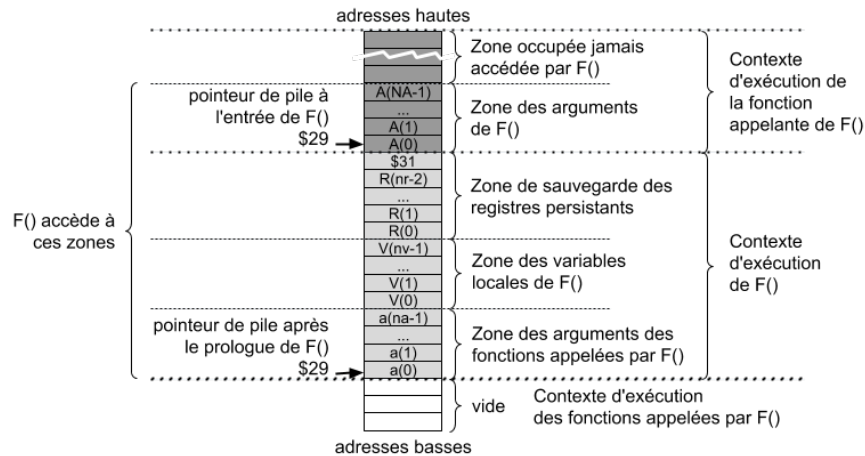 adresses hautes
Zone occupée jamais
accédée par F()
Contexte
d'exécution de
la fonction
appelante de F()
pointeur de pile à
l'entrée de F()
$29
A(NA-1)
...
A(1)
A(0)
Zone des arguments
de F()
$31
R(nr-2)
...
R(1)
R(0)
Zone de sauvegarde des
registres persistants
F() accède à
ces zones
Contexte
d'exécution
de F()
V(nv-1)
...
V(1)
V(0)
Zone des variables
locales de F()
pointeur de pile après
le prologue de F()
$29
a(na-1)
...
a(1)
a(0)
Zone des arguments des
fonctions appelées par F()
vide
Contexte d'exécution
des fonctions appelées par F()
adresses basses